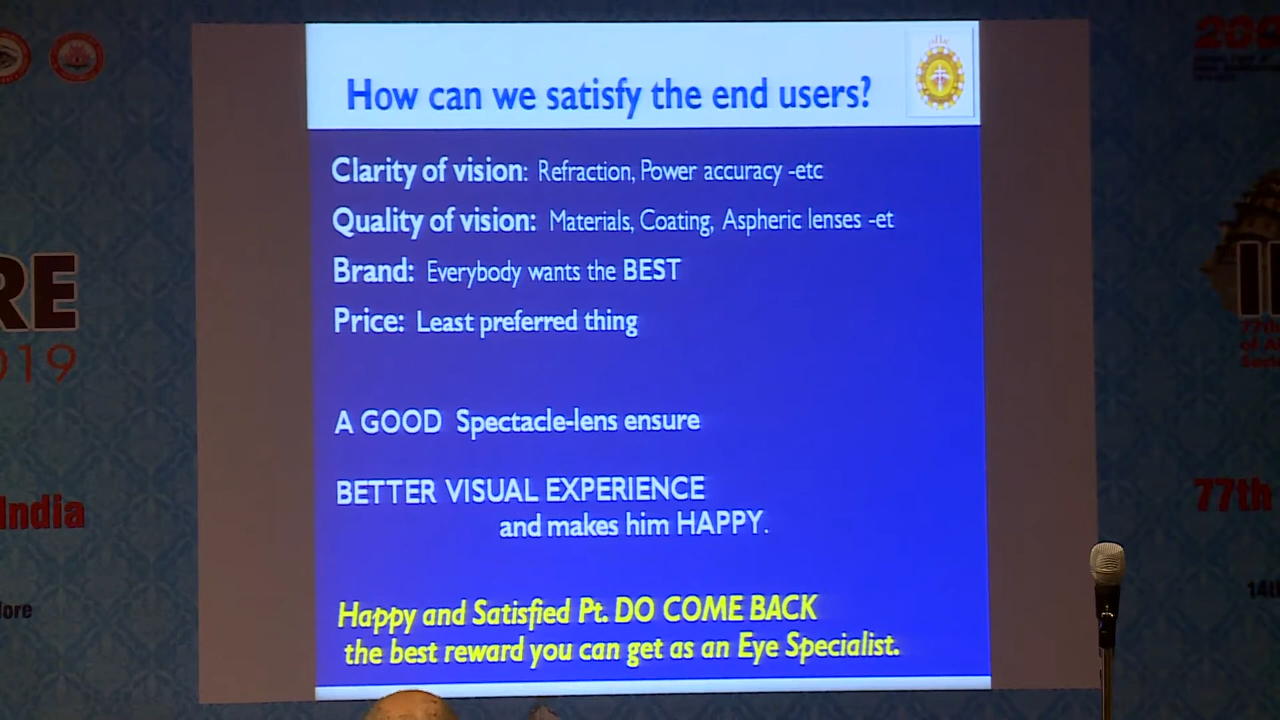 How can we satisfy the end users?
Clarity of vision: Refraction, Power accuracy -etc
Quality of vision: Materials, Coating, Aspheric lenses -et
Brand: Everybody wants the BEST
Price: Least preferred thing
A GOOD Spectacle-lens ensure
BETTER VISUAL EXPERIENCE
and makes him HAPPY.
Happy and Satisfied Pt. DO COME BACK
the best reward you can get as an Eye Specialist.
RE
019
India
lore
77th